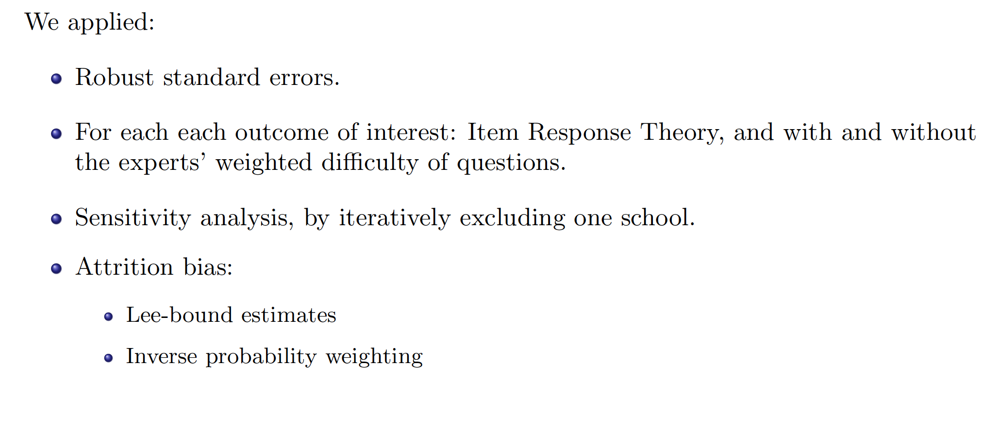 We applied:
Robust standard errors.
For each each outcome of interest: Item Response Theory, and with and without
the experts’ weighted difficulty of questions.
Sensitivity analysis, by iteratively excluding one school.
Attrition bias:
Lee-bound estimates
Inverse probability weighting